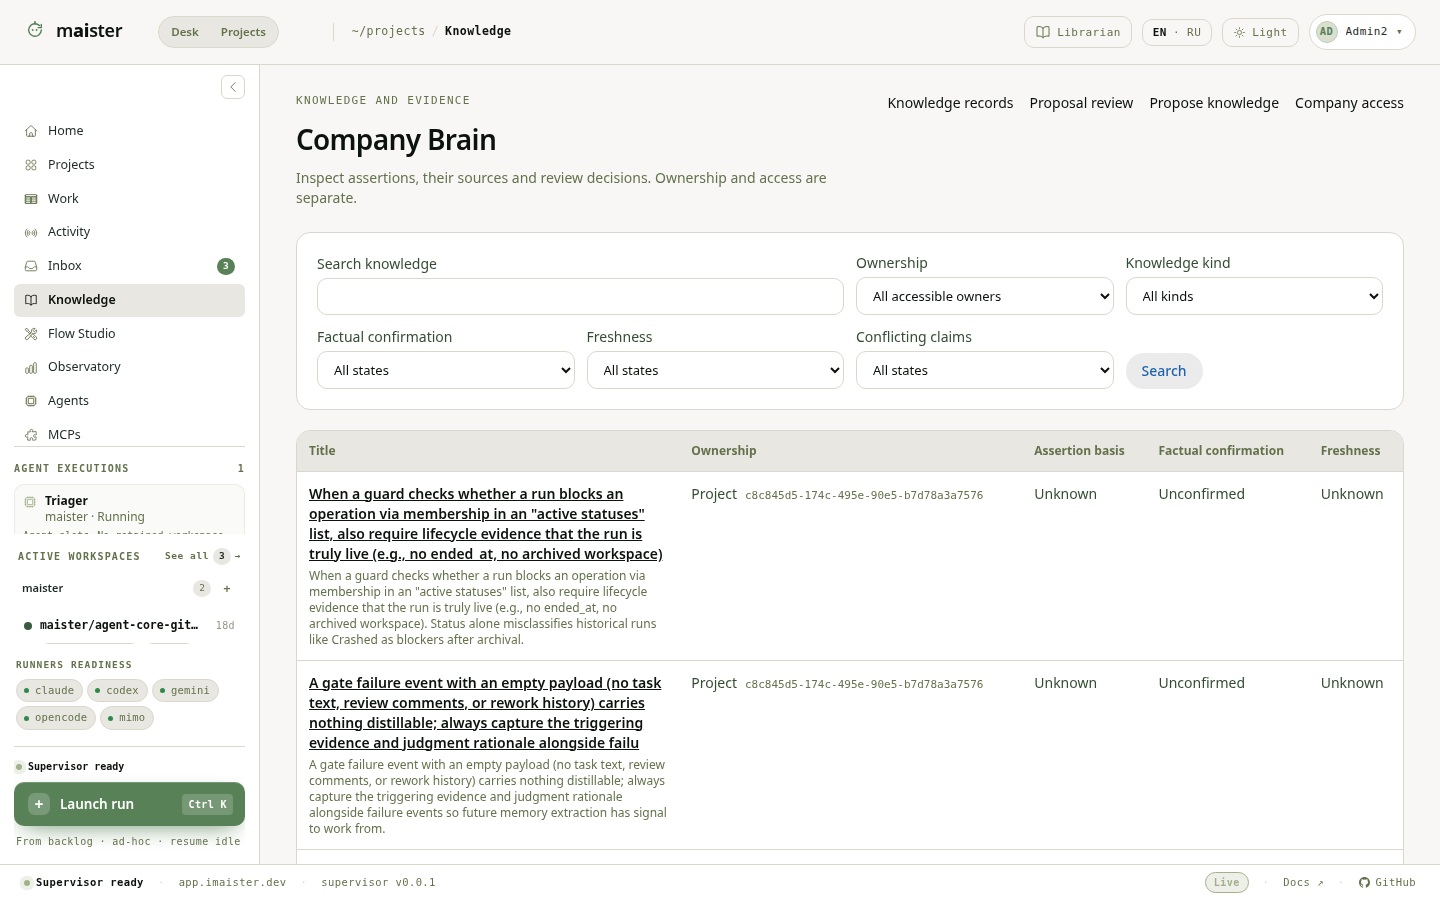 maister
Desk
Projects
~/projects / Knowledge
Librarian
EN · RU
Light
AD Admin2 ▾
Home
Projects
Work
Activity
Inbox 3
Knowledge
Flow Studio
Observatory
Agents
MCPs
AGENT EXECUTIONS 1
Triager
maister · Running
ACTIVE WORKSPACES See all 3 →
maister 2 +
maister/agent-core-git… 18d
RUNNERS READINESS
claude codex gemini
opencode mimo
Supervisor ready
+ Launch run Ctrl K
From backlog · ad-hoc · resume idle
KNOWLEDGE AND EVIDENCE
Knowledge records Proposal review Propose knowledge Company access
Company Brain
Inspect assertions, their sources and review decisions. Ownership and access are
separate.
Search knowledge
Ownership
All accessible owners
Knowledge kind
All kinds
Factual confirmation
All states
Freshness
All states
Conflicting claims
All states
Search
Title Ownership Assertion basis Factual confirmation Freshness
When a guard checks whether a run blocks an
operation via membership in an "active statuses"
list, also require lifecycle evidence that the run is
truly live (e.g., no ended_at, no archived workspace)
When a guard checks whether a run blocks an operation via
membership in an "active statuses" list, also require lifecycle
evidence that the run is truly live (e.g., no ended_at, no
archived workspace). Status alone misclassifies historical runs
like Crashed as blockers after archival.
Project c8c845d5-174c-495e-90e5-b7d78a3a7576 Unknown Unconfirmed Unknown
A gate failure event with an empty payload (no task
text, review comments, or rework history) carries
nothing distillable; always capture the triggering
evidence and judgment rationale alongside failu
A gate failure event with an empty payload (no task text, review
comments, or rework history) carries nothing distillable; always
capture the triggering evidence and judgment rationale
alongside failure events so future memory extraction has signal
to work from.
Project c8c845d5-174c-495e-90e5-b7d78a3a7576 Unknown Unconfirmed Unknown
Supervisor ready · app.imaister.dev · supervisor v0.0.1
Live · Docs ↗ · GitHub